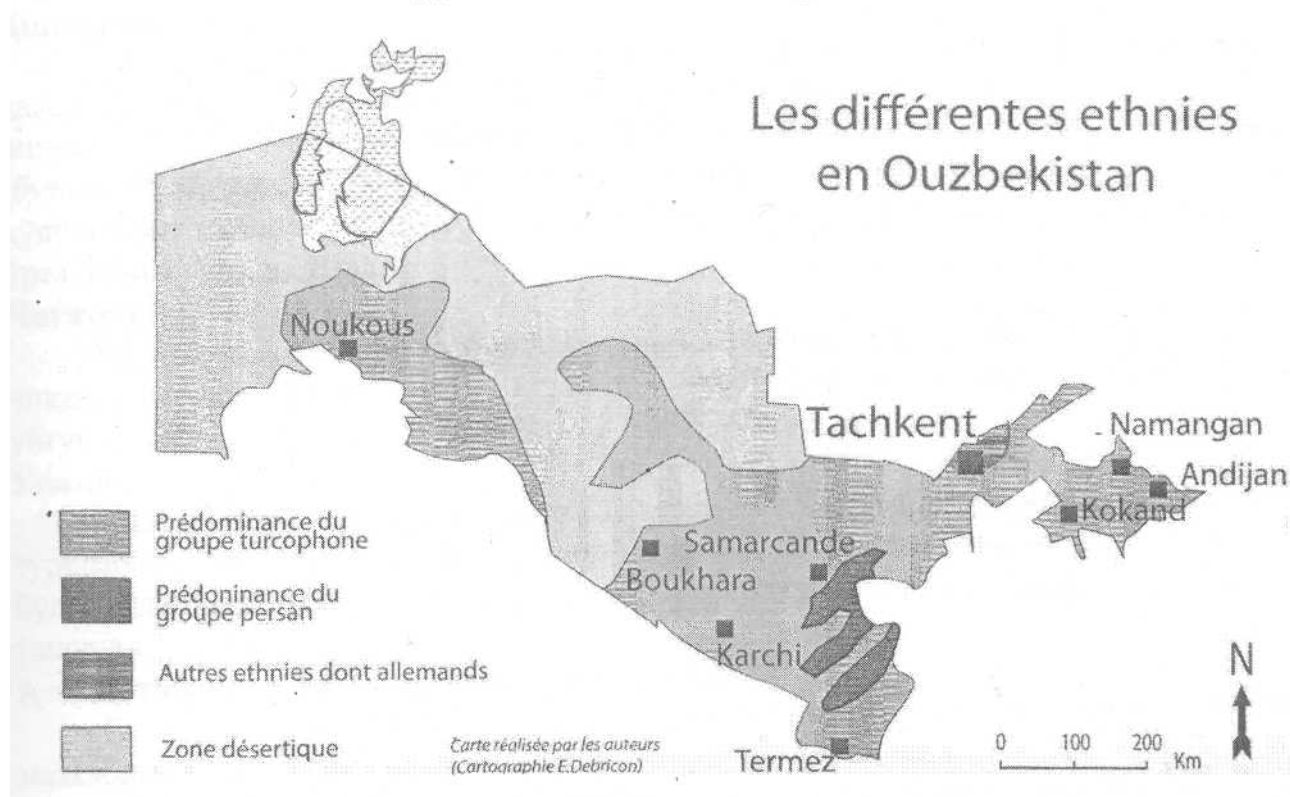 Les différentes ethnies
en Ouzbekistan
Noukous
Tachkent
Namangan
Andijan
Kokand
Samarcande
Boukhara
Karchi
Termez
Prédominance du
groupe turcophone
Prédoninance du
groupe persan
Autres ethnies dont allemands
Zone désertique
Carte réalisée par les auteurs
(Cartographie E.Debricon)
N
0 100 200
Km